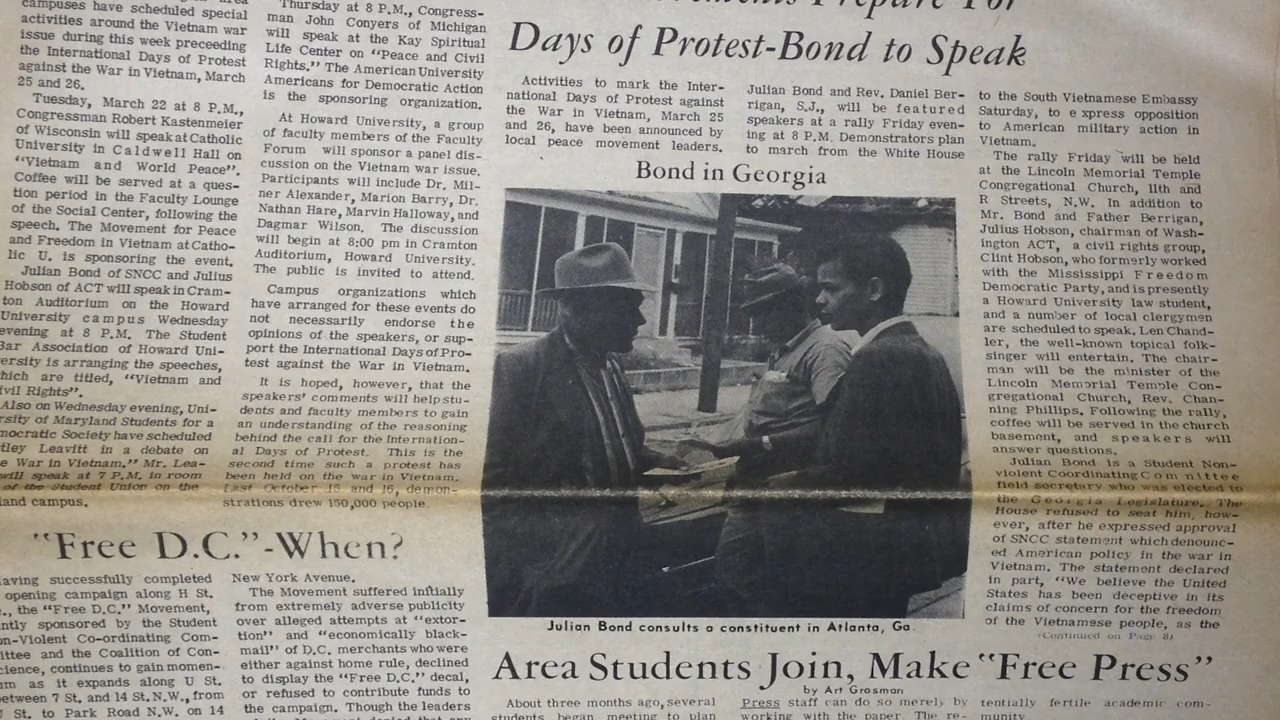 campuses have scheduled special
activities around the Vietnam war
issue during this week preceeding
the International Days of Protest
against the War in Vietnam, March
25 and 26.
Tuesday, March 22 at 8 P.M.,
Congressman Robert Kastenmeier
of Wisconsin will speak at Catholic
University in Caldwell Hall on
"Vietnam and World Peace".
Coffee will be served at a ques-
tion period in the Faculty Lounge
of the Social Center, following the
speech. The Movement for Peace
and Freedom in Vietnam at Catho-
lic U. is sponsoring the event.
Julian Bond of SNCC and Julius
Hobson of ACT will speak in Cram-
ton Auditorium on the Howard
University campus Wednesday
evening at 8 P.M. The Student
Bar Association of Howard Uni-
ersity is arranging the speeches,
hich are titled, "Vietnam and
ivil Rights".
Also on Wednesday evening, Uni-
rsity of Maryland Students for a
mocratic Society have scheduled
tley Leavitt in a debate on
e War in Vietnam." Mr. Lea-
will speak at 7 P.M. in room
of the Student Union on the
land campus.
Thursday at 8 P.M., Congress-
man John Conyers of Michigan
will speak at the Kay Spiritual
Life Center on "Peace and Civil
Rights." The American University
Americans for Democratic Action
is the sponsoring organization.
At Howard University, a group
of faculty members of the Faculty
Forum will sponsor a panel dis-
cussion on the Vietnam war issue.
Participants will include Dr. Mil-
ner Alexander, Marion Barry, Dr.
Nathan Hare, Marvin Halloway, and
Dagmar Wilson. The discussion
will begin at 8:00 pm in Cramton
Auditorium, Howard University.
The public is invited to attend.
Campus organizations which
have arranged for these events do
not necessarily endorse the
opinions of the speakers, or sup-
port the International Days of Pro-
test against the War in Vietnam.
It is hoped, however, that the
speakers' comments will help stu-
dents and faculty members to gain
an understanding of the reasoning
behind the call for the Internation-
al Days of Protest. This is the
second time such a protest has
been held on the war in Vietnam.
Last October 15 and 16, demon-
strations drew 150,000 people
Prepare For
Days of Protest-Bond to Speak
Activities to mark the Inter-
national Days of Protest against
the War in Vietnam, March 25
and 26, have been announced by
local peace movement leaders.
Julian Bond and Rev. Daniel Ber-
rigan, S.J., will be featured
speakers at a rally Friday even-
ing at 8 P.M. Demonstrators plan
to march from the White House
to the South Vietnamese Embassy
Saturday, to express opposition
to American military action in
Vietnam.
The rally Friday will be held
at the Lincoln Memorial Temple
Congregational Church, 11th and
R Streets, N.W. In addition to
Mr. Bond and Father Berrigan,
Julius Hobson, chairman of Wash-
ington ACT, a civil rights group,
Clint Hobson, who formerly worked
with the Mississippi Freedom
Democratic Party, and is presently
a Howard University law student,
and a number of local clergymen
are scheduled to speak. Len Chand-
ler, the well-known topical folk-
singer will entertain. The chair-
man will be the minister of the
Lincoln Memorial Temple Con-
gregational Church, Rev. Chan-
ning Phillips. Following the rally,
coffee will be served in the church
basement, and speakers will
answer questions.
Julian Bond is a Student Non-
violent Coordinating Committee
field secretary who was elected to
the Georgia Legislature. The
House refused to seat him, how-
ever, after he expressed approval
of SNCC statement which denounc-
ed American policy in the war in
Vietnam. The statement declared
in part, "We believe the United
States has been deceptive in its
claims of concern for the freedom
of the Vietnamese people, as the
(Continued on Page 8)
Bond in Georgia
Julian Bond consults a constituent in Atlanta, Ga
"Free D.C."-When?
aving successfully completed
opening campaign along H St.
., the "Free D.C." Movement,
ntly sponsored by the Student
on-Violent Co-ordinating Com-
ittee and the Coalition of Con-
cience, continues to gain momen-
um as it expands along U St.
between 7 St. and 14 St. N.W., from
U St. to Park Road N.W. on 14
New York Avenue.
The Movement suffered initially
from extremely adverse publicity
over alleged attempts at "extor-
tion" and "economically black-
mail" of D.C. merchants who were
either against home rule, declined
to display the "Free D.C." decal,
or refused to contribute funds to
the campaign. Though the leaders
Area Students Join, Make "Free Press"
by Art Grosman
About three months ago, several
students began meeting to plan
Press staff can do so merely by
working with the paper. The re-
tentially fertile academic com-
munity